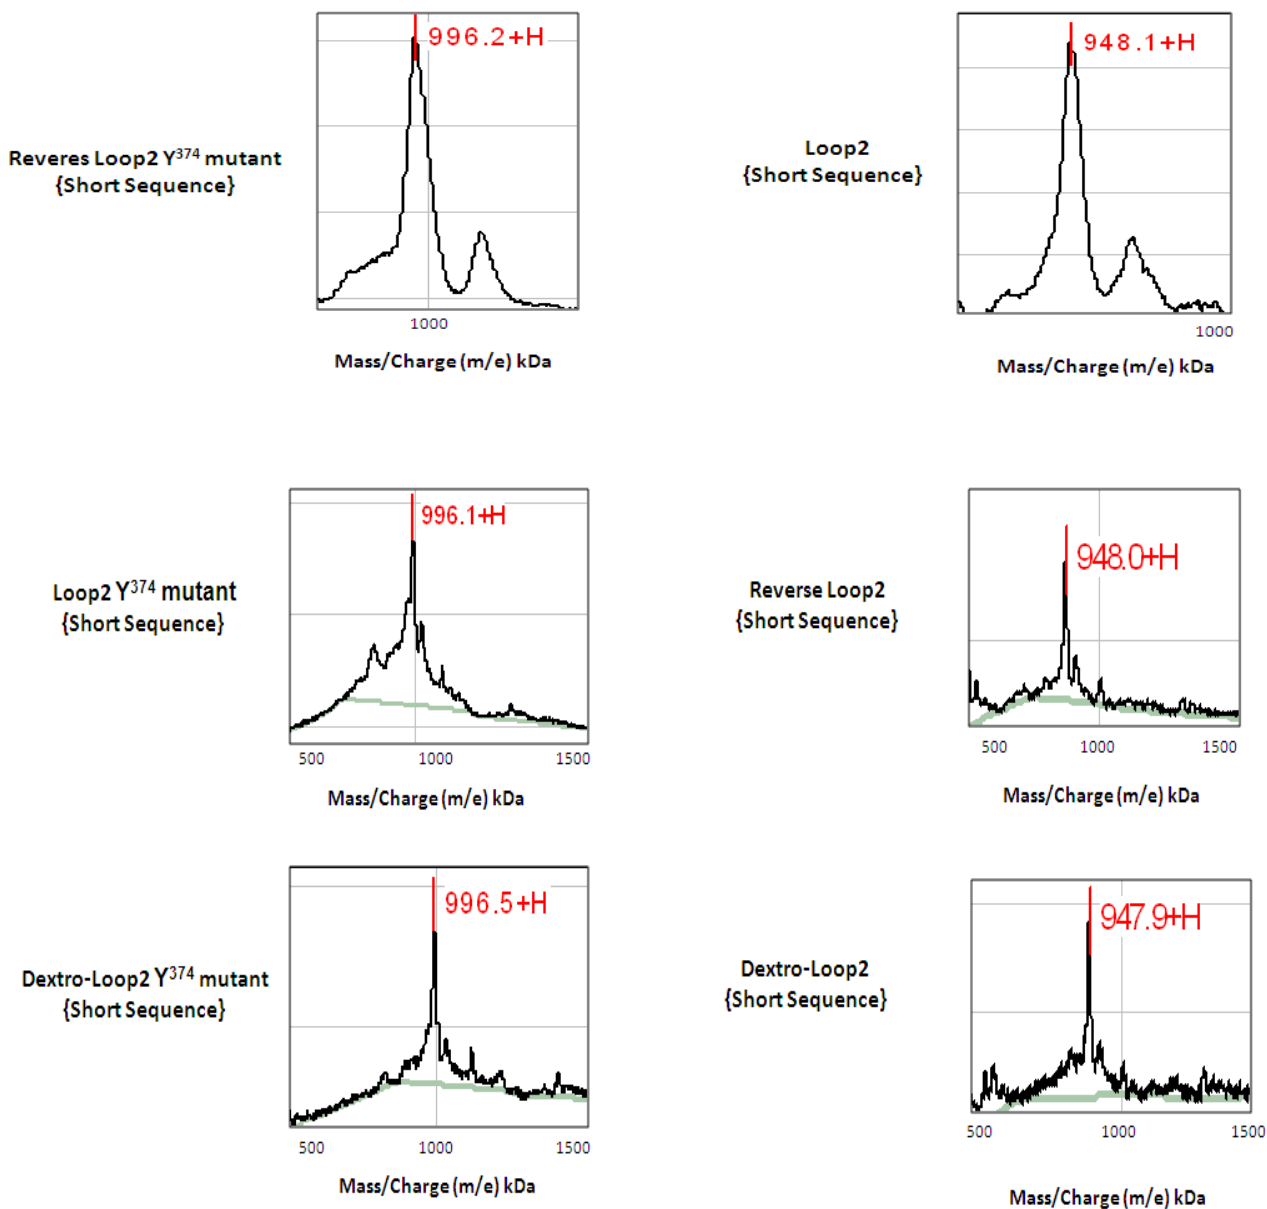 996.2+H
Reveres Loop2 Y³⁷⁴ mutant
{Short Sequence}
1000
Mass/Charge (m/e) kDa
948.1+H
Loop2
{Short Sequence}
1000
Mass/Charge (m/e) kDa
996.1+H
Loop2 Y³⁷⁴ mutant
{Short Sequence}
500 1000 1500
Mass/Charge (m/e) kDa
948.0+H
Reverse Loop2
{Short Sequence}
500 1000 1500
Mass/Charge (m/e) kDa
996.5+H
Dextro-Loop2 Y³⁷⁴ mutant
{Short Sequence}
500 1000 1500
Mass/Charge (m/e) kDa
947.9+H
Dextro-Loop2
{Short Sequence}
500 1000 1500
Mass/Charge (m/e) kDa